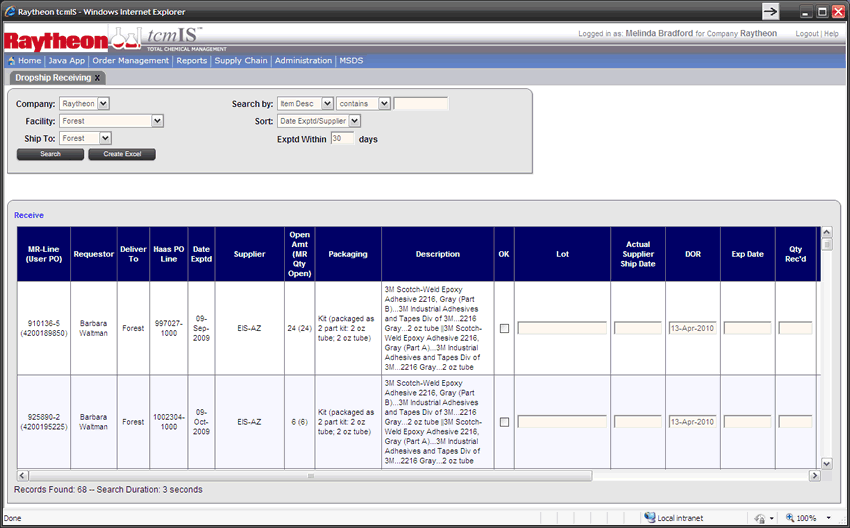 Raytheon tcmIS - Windows Internet Explorer
Raytheon tcmIS™
TOTAL CHEMICAL MANAGEMENT
Logged in as: Melinda Bradford for Company Raytheon Logout | Help
Home | Java App | Order Management | Reports | Supply Chain | Administration | MSDS
Dropship Receiving X
Company: Raytheon Search by: Item Desc contains
Facility: Forest Sort: Date Exptd/Supplier
Ship To: Forest Exptd Within 30 days
Search Create Excel
Receive
MR-Line
(User PO)
Requestor
Deliver
To
Haas PO
Line
Date
Exptd
Supplier
Open
Amt
(MR
Qty
Open)
Packaging
Description
OK
Lot
Actual
Supplier
Ship Date
DOR
Exp Date
Qty
Rec'd
910136-5
(4200189850)
Barbara
Waltman
Forest
997027-
1000
09-
Sep-
2009
EIS-AZ
24 (24)
Kit (packaged as
2 part kit: 2 oz
tube; 2 oz tube)
3M Scotch-Weld Epoxy
Adhesive 2216, Gray (Part
B)...3M Industrial Adhesives
and Tapes Div of 3M...2216
Gray...2 oz tube ||3M Scotch-
Weld Epoxy Adhesive 2216,
Gray (Part A)...3M Industrial
Adhesives and Tapes Div of
3M...2216 Gray...2 oz tube
13-Apr-2010
925890-2
(4200195225)
Barbara
Waltman
Forest
1002304-
1000
09-
Oct-
2009
EIS-AZ
6 (6)
Kit (packaged as
2 part kit: 2 oz
tube; 2 oz tube)
3M Scotch-Weld Epoxy
Adhesive 2216, Gray (Part
B)...3M Industrial Adhesives
and Tapes Div of 3M...2216
Gray...2 oz tube ||3M Scotch-
Weld Epoxy Adhesive 2216,
Gray (Part A)...3M Industrial
Adhesives and Tapes Div of
3M...2216 Gray...2 oz tube
13-Apr-2010
Records Found: 68 -- Search Duration: 3 seconds
Done Local intranet 100%